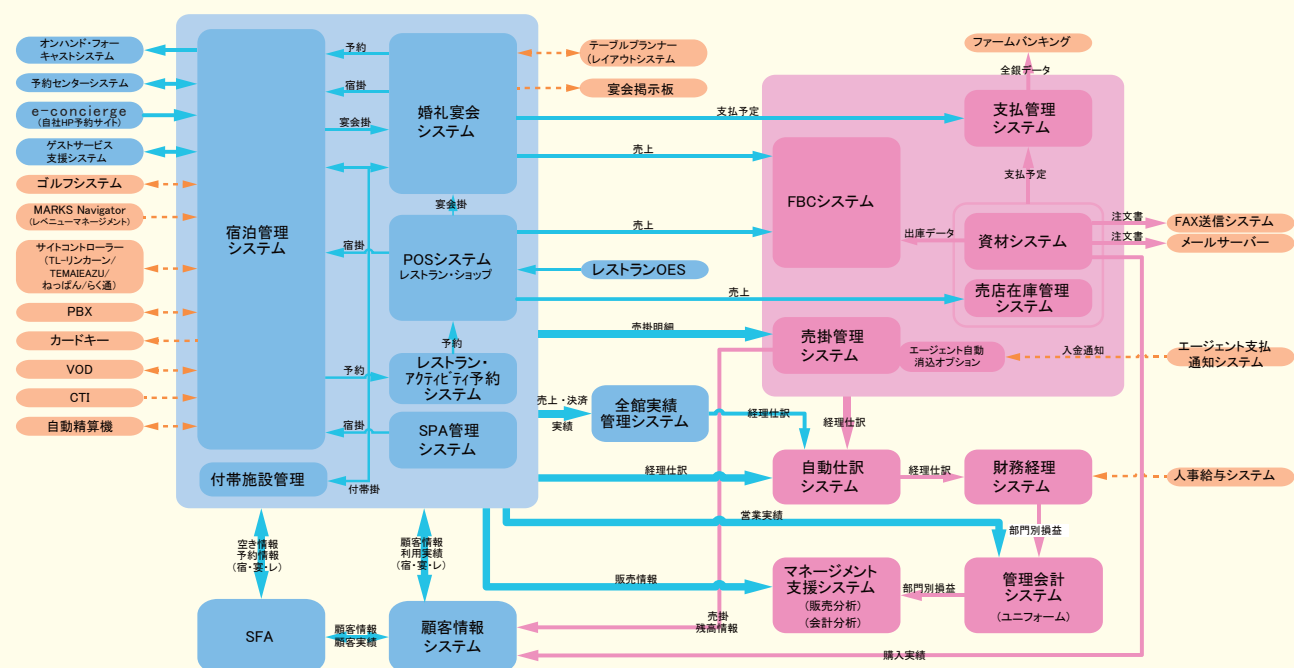 オンハンド・フォー
キャストシステム
予約センターシステム
e-concierge
(自社HP予約サイト)
ゲストサービス
支援システム
ゴルフシステム
MARKS Navigator
(レベニューマネージメント)
サイトコントローラー
(TL-リンカーン/
TEMAIEAZU/
ねっぱん/らく通)
PBX
カードキー
VOD
CTI
自動精算機
宿泊管理
システム
付帯施設管理
予約
宿掛
宴会掛
宴会掛
宿掛
予約
予約
宿掛
付帯掛
婚礼宴会
システム
POSシステム
レストラン・ショップ
レストラン・
アクティビティ予約
システム
SPA管理
システム
テーブルプランナー
(レイアウトシステム
宴会掲示板
レストランOES
支払予定
売上
売上
売上
売掛明細
売上・決済
実績
全館実績
管理システム
経理仕訳
経理仕訳
ファームバンキング
全銀データ
支払管理
システム
支払予定
FBCシステム
出庫データ
資材システム
売店在庫管理
システム
注文書
FAX送信システム
注文書
メールサーバー
売掛管理
システム
エージェント自動
消込オプション
入金通知
エージェント支払
通知システム
経理仕訳
自動仕訳
システム
経理仕訳
財務経理
システム
人事給与システム
営業実績
部門別損益
販売情報
マネージメント
支援システム
(販売分析)
(会計分析)
部門別損益
管理会計
システム
(ユニフォーム)
空き情報
予約情報
(宿・宴・レ)
顧客情報
利用実績
(宿・宴・レ)
SFA
顧客情報
顧客実績
顧客情報
システム
売掛
残高情報
購入実績